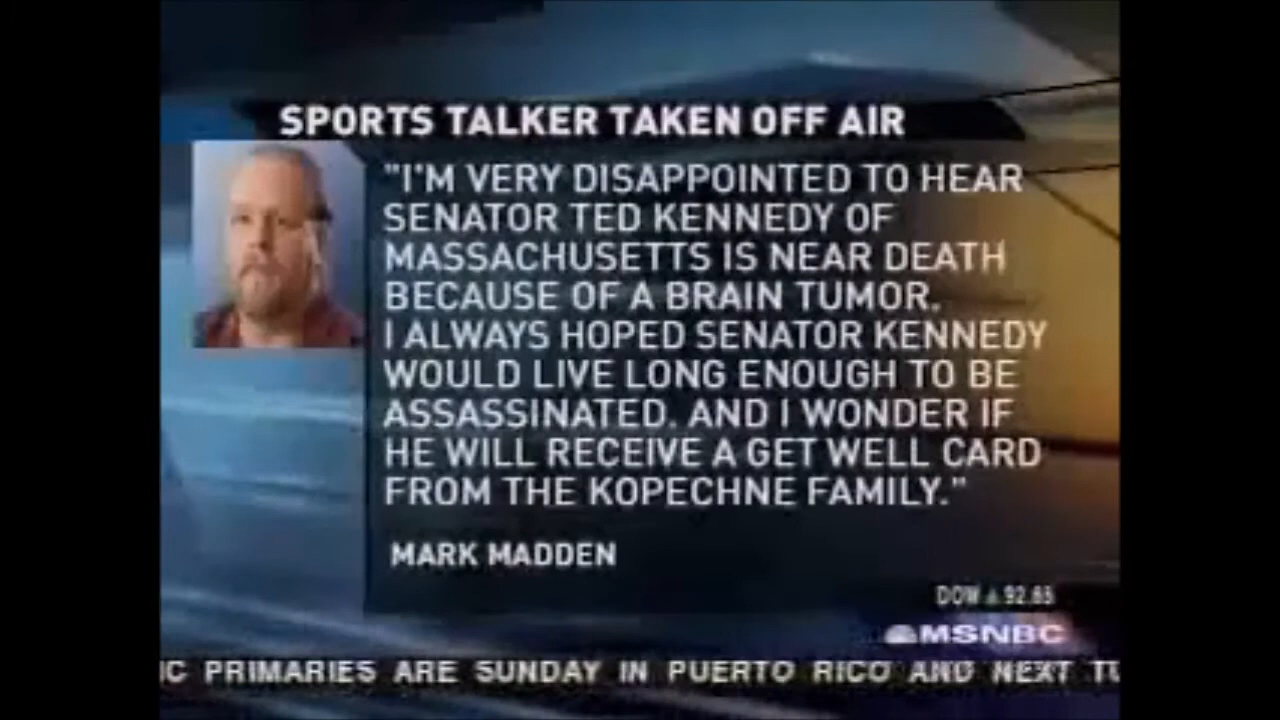 SPORTS TALKER TAKEN OFF AIR
"I'M VERY DISAPPOINTED TO HEAR
SENATOR TED KENNEDY OF
MASSACHUSETTS IS NEAR DEATH
BECAUSE OF A BRAIN TUMOR.
I ALWAYS HOPED SENATOR KENNEDY
WOULD LIVE LONG ENOUGH TO BE
ASSASSINATED. AND I WONDER IF
HE WILL RECEIVE A GET WELL CARD
FROM THE KOPECHNE FAMILY."
MARK MADDEN
DOW ▲ 92.65
MSNBC
IC PRIMARIES ARE SUNDAY IN PUERTO RICO AND NEXT TU